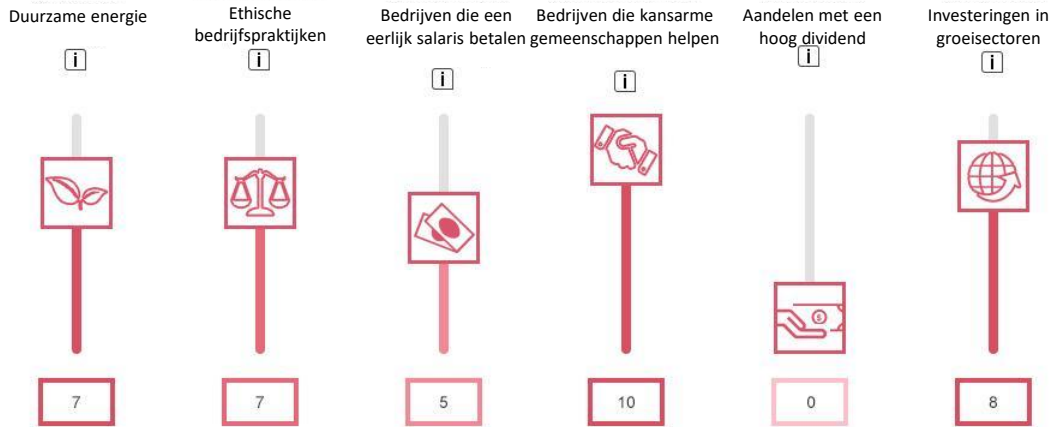 Duurzame energie
i
Ethische
bedrijfspraktijken
i
Bedrijven die een
eerlijk salaris betalen
i
Bedrijven die kansarme
gemeenschappen helpen
i
Aandelen met een
hoog dividend
i
Investeringen in
groeisectoren
i
$
7
7
5
10
0
8